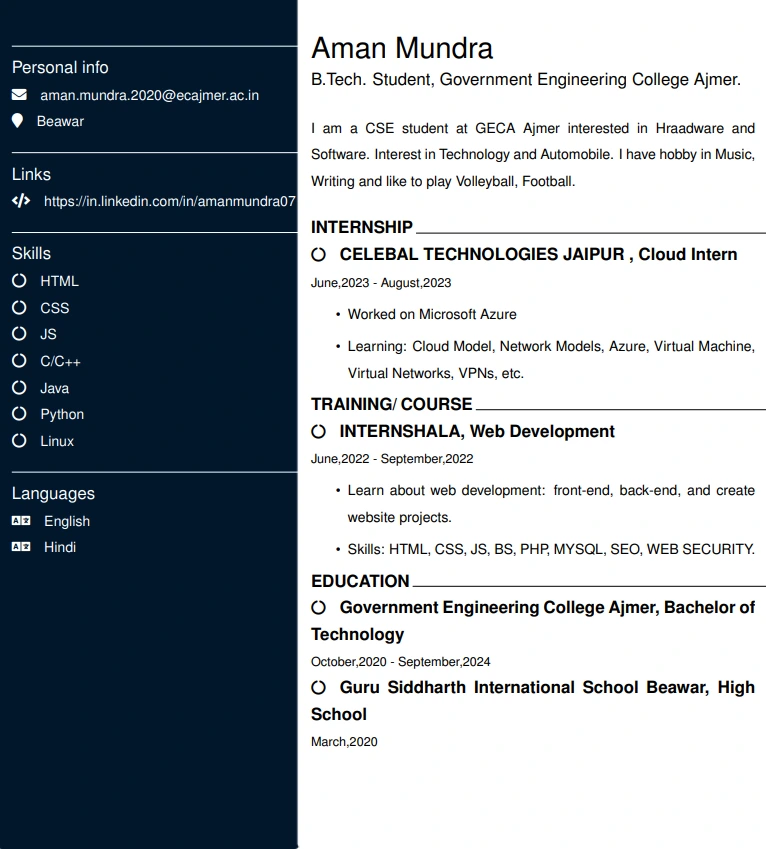 Personal info
aman.mundra.2020@ecajmer.ac.in
Beawar
Links
https://in.linkedin.com/in/amanmundra07
Skills
HTML
CSS
JS
C/C++
Java
Python
Linux
Languages
English
Hindi
Aman Mundra
B.Tech. Student, Government Engineering College Ajmer.
I am a CSE student at GECA Ajmer interested in Hraadware and
Software. Interest in Technology and Automobile. I have hobby in Music,
Writing and like to play Volleyball, Football.
INTERNSHIP
CELEBAL TECHNOLOGIES JAIPUR , Cloud Intern
June,2023 - August,2023
• Worked on Microsoft Azure
• Learning: Cloud Model, Network Models, Azure, Virtual Machine,
Virtual Networks, VPNs, etc.
TRAINING/ COURSE
INTERNSHALA, Web Development
June,2022 - September,2022
• Learn about web development: front-end, back-end, and create
website projects.
• Skills: HTML, CSS, JS, BS, PHP, MYSQL, SEO, WEB SECURITY.
EDUCATION
Government Engineering College Ajmer, Bachelor of
Technology
October,2020 - September,2024
Guru Siddharth International School Beawar, High
School
March,2020